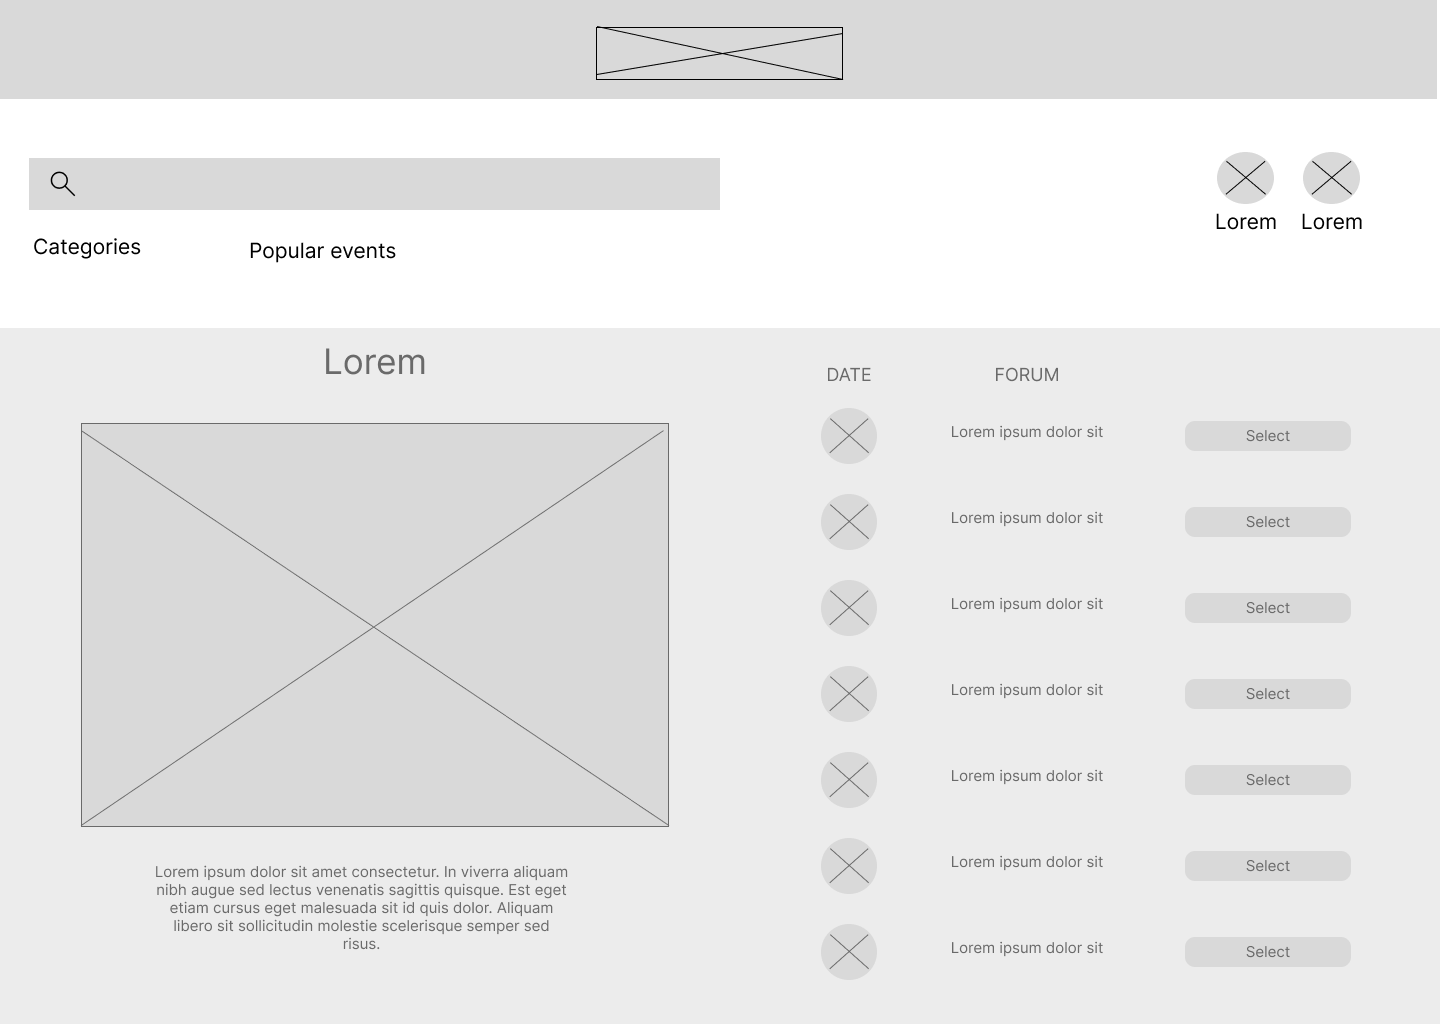 Lorem
Lorem
Categories
Popular events
Lorem
Lorem ipsum dolor sit amet consectetur. In viverra aliquam
nibh augue sed lectus venenatis sagittis quisque. Est eget
etiam cursus eget malesuada sit id quis dolor. Aliquam
libero sit sollicitudin molestie scelerisque semper sed
risus.
DATE
FORUM
Lorem ipsum dolor sit
Select
Lorem ipsum dolor sit
Select
Lorem ipsum dolor sit
Select
Lorem ipsum dolor sit
Select
Lorem ipsum dolor sit
Select
Lorem ipsum dolor sit
Select
Lorem ipsum dolor sit
Select